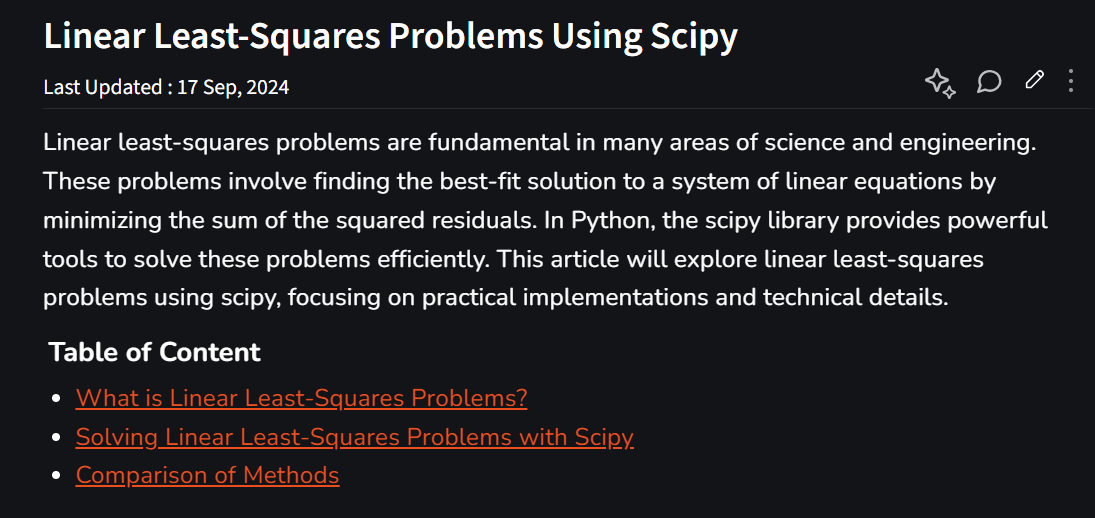 Linear Least-Squares Problems Using Scipy
Last Updated : 17 Sep, 2024
Linear least-squares problems are fundamental in many areas of science and engineering.
These problems involve finding the best-fit solution to a system of linear equations by
minimizing the sum of the squared residuals. In Python, the scipy library provides powerful
tools to solve these problems efficiently. This article will explore linear least-squares
problems using scipy, focusing on practical implementations and technical details.
Table of Content
What is Linear Least-Squares Problems?
Solving Linear Least-Squares Problems with Scipy
Comparison of Methods